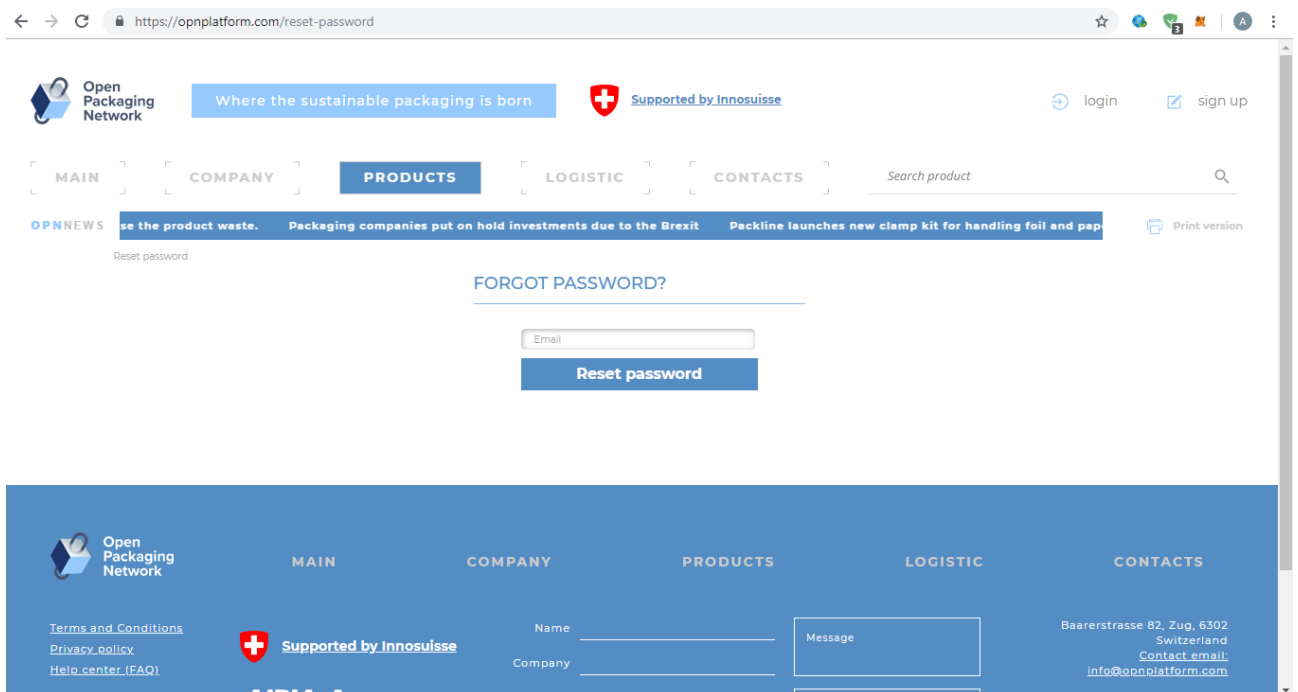 https://opnplatform.com/reset-password
3
A
Open
Packaging
Network
Where the sustainable packaging is born
Supported by Innosuisse
login
sign up
MAIN
COMPANY
PRODUCTS
LOGISTIC
CONTACTS
Search product
OPNNEWS
se the product waste. Packaging companies put on hold investments due to the Brexit Packline launches new clamp kit for handling foil and pap
Print version
Reset password
FORGOT PASSWORD?
Email
Reset password
Open
Packaging
Network
MAIN
COMPANY
PRODUCTS
LOGISTIC
CONTACTS
Terms and Conditions
Privacy policy
Help center (FAQ)
Supported by Innosuisse
Name
Company
Message
Baarerstrasse 82, Zug, 6302
Switzerland
Contact email:
info@opnplatform.com